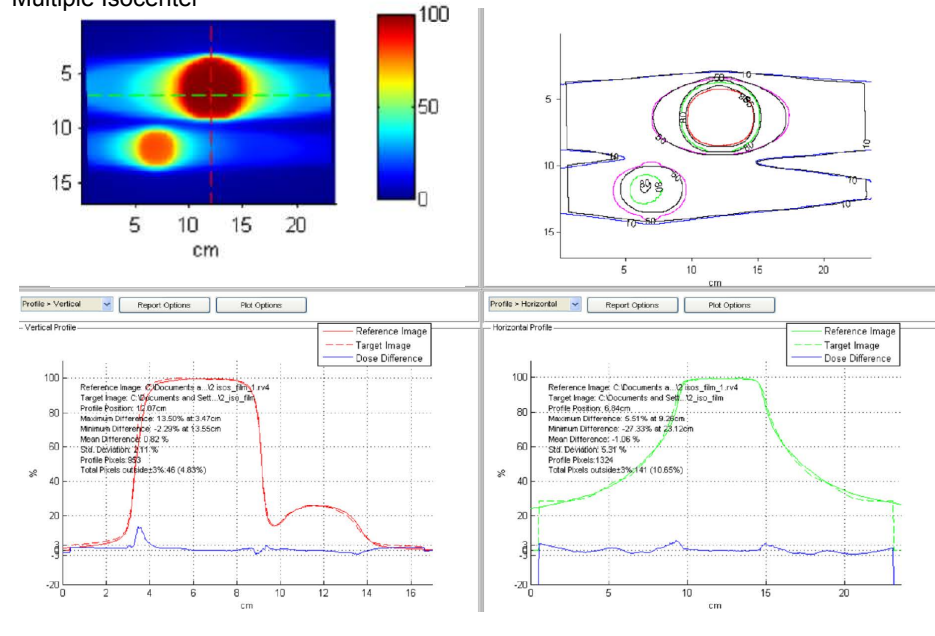 Multiple Isocenter
100
50
0
5
10
15
5 10 15 20
cm
5
10
15
5 10 15 20
cm
10 50 10
80
50
10
10
10
10 50
10
Profile > Vertical Report Options Plot Options
Profile > Horizontal Report Options Plot Options
Vertical Profile
Reference Image
Target Image
Dose Difference
Reference Image: C:\Documents a...\2 isos_film_1.rv4
Target Image: C:\Documents and Sett...\2_iso_film
Profile Position: 12.07cm
Maximum Difference: 13.50% at:3.47cm
Minimum Difference: -2.29% at 13.55cm
Mean Difference: 0.82 %
Std. Deviation: 2.11 %
Profile Pixels:953
Total Pixels outside±3%:46 (4.83%)
%
100
80
60
40
20
3
0
-3
-20
0 2 4 6 8 10 12 14 16
cm
Horizontal Profile
Reference Image
Target Image
Dose Difference
Reference Image: C:\Documents a...\2 isos_film_1.rv4
Target Image: C:\Documents and Sett...\2_iso_film
Profile Position: 6.84cm
Maximum Difference: 5.51% at 9.26cm
Minimum Difference: -27.33% at 23.12cm
Mean Difference: -1.06 %
Std. Deviation: 5.31 %
Profile Pixels:1324
Total Pixels outside±3%:141 (10.65%)
%
100
80
60
40
20
3
0
-3
-20
0 5 10 15 20
cm